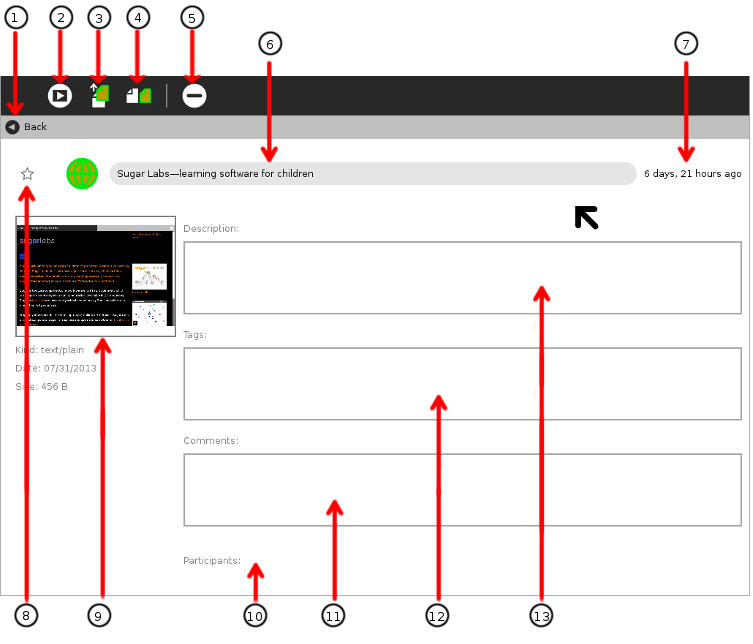 1 2 3 4 5
6 7
Back
Sugar Labs—learning software for children
6 days, 21 hours ago
Description:
sugarlabs
Tags:
Kind: text/plain
Date: 07/31/2013
Size: 456 B
Comments:
Participants:
8 9 10 11 12 13